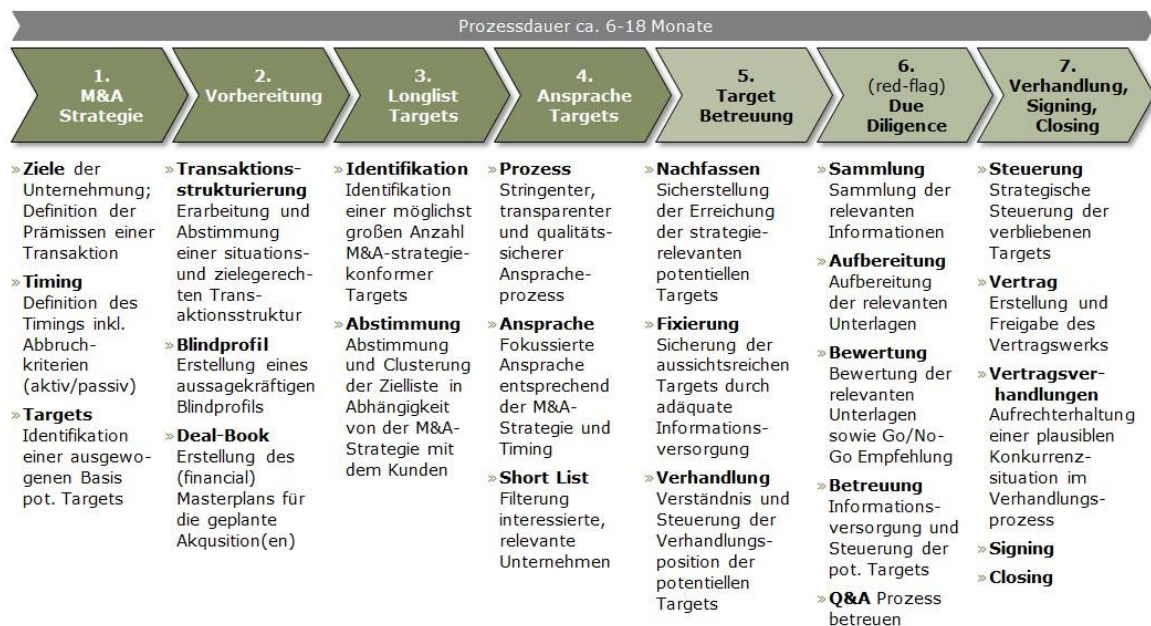 Prozessdauer ca. 6-18 Monate
1.
M&A
Strategie
2.
Vorbereitung
3.
Longlist
Targets
4.
Ansprache
Targets
5.
Target
Betreuung
6.
(red-flag)
Due
Diligence
7.
Verhandlung,
Signing,
Closing
» Ziele der
Unternehmung;
Definition der
Prämissen einer
Transaktion
» Timing
Definition des
Timings inkl.
Abbruch-
kriterien
(aktiv/passiv)
» Targets
Identifikation
einer ausgewo-
genen Basis
pot. Targets
» Transaktions-
strukturierung
Erarbeitung und
Abstimmung
einer situations-
und zielegerech-
ten Trans-
aktionsstruktur
» Blindprofil
Erstellung eines
aussagekräftigen
Blindprofils
» Deal-Book
Erstellung des
(financial)
Masterplans für
die geplante
Akqusition(en)
» Identifikation
Identifikation
einer möglichst
großen Anzahl
M&A-strategie-
konformer
Targets
» Abstimmung
Abstimmung
und Clusterung
der Zielliste in
Abhängigkeit
von der M&A-
Strategie mit
dem Kunden
» Prozess
Stringenter,
transparenter
und qualitäts-
sicherer
Ansprache-
prozess
» Ansprache
Fokussierte
Ansprache
entsprechend
der M&A-
Strategie und
Timing
» Short List
Filterung
interessierte,
relevante
Unternehmen
» Nachfassen
Sicherstellung
der Erreichung
der strategie-
relevanten
potentiellen
Targets
» Fixierung
Sicherung der
aussichtsreichen
Targets durch
adäquate
Informations-
versorgung
» Verhandlung
Verständnis und
Steuerung der
Verhandlungs-
position der
potentiellen
Targets
» Sammlung
Sammlung der
relevanten
Informationen
» Aufbereitung
Aufbereitung
der relevanten
Unterlagen
» Bewertung
Bewertung der
relevanten
Unterlagen
sowie Go/No-
Go Empfehlung
» Betreuung
Informations-
versorgung und
Steuerung der
pot. Targets
» Q&A Prozess
betreuen
» Steuerung
Strategische
Steuerung der
verbliebenen
Targets
» Vertrag
Erstellung und
Freigabe des
Vertragswerks
» Vertragsver-
handlungen
Aufrechterhaltung
einer plausiblen
Konkurrenz-
situation im
Verhandlungs-
prozess
» Signing
» Closing